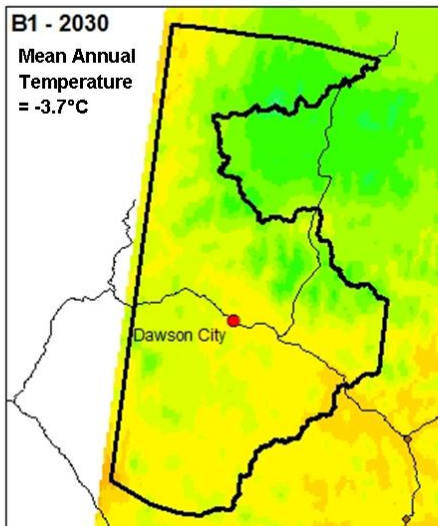 B1 - 2030
Mean Annual
Temperature
= -3.7°C
Dawson City